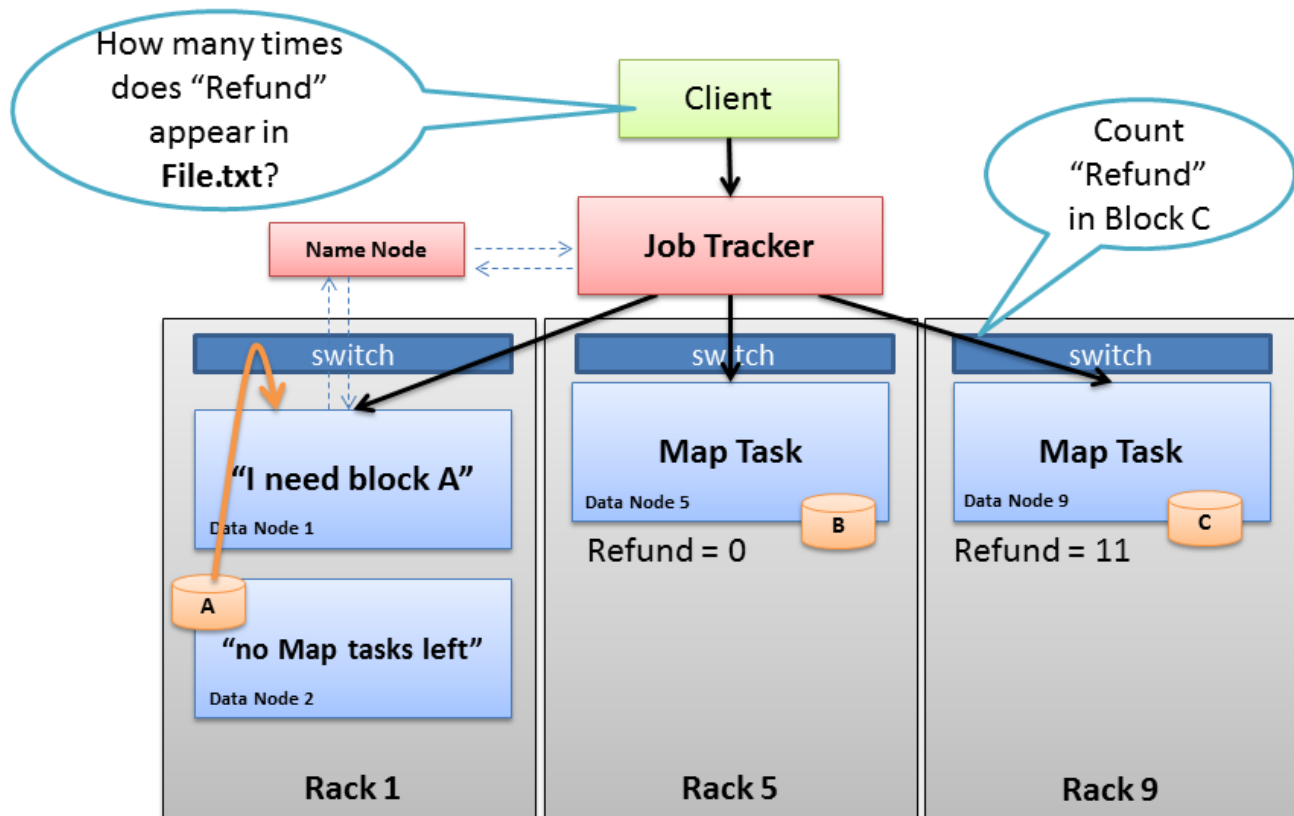 How many times
does “Refund”
appear in
File.txt?
Client
Count
“Refund”
in Block C
Name Node
Job Tracker
switch
switch
switch
“I need block A”
Data Node 1
Map Task
Data Node 5
B
Map Task
Data Node 9
C
Refund = 0
Refund = 11
A
“no Map tasks left”
Data Node 2
Rack 1
Rack 5
Rack 9